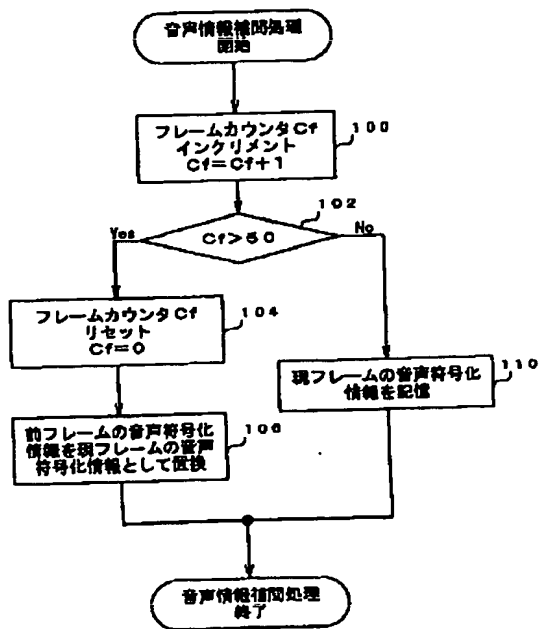 音声情報補間処理
開始
フレームカウンタCf
インクリメント
Cf=Cf+1
100
102
Cf>50
Yes
No
フレームカウンタCf
リセット
Cf=0
104
現フレームの音声符号化
情報を記憶
110
前フレームの音声符号化
情報を現フレームの音声
符号化情報として置換
106
音声情報補間処理
終了